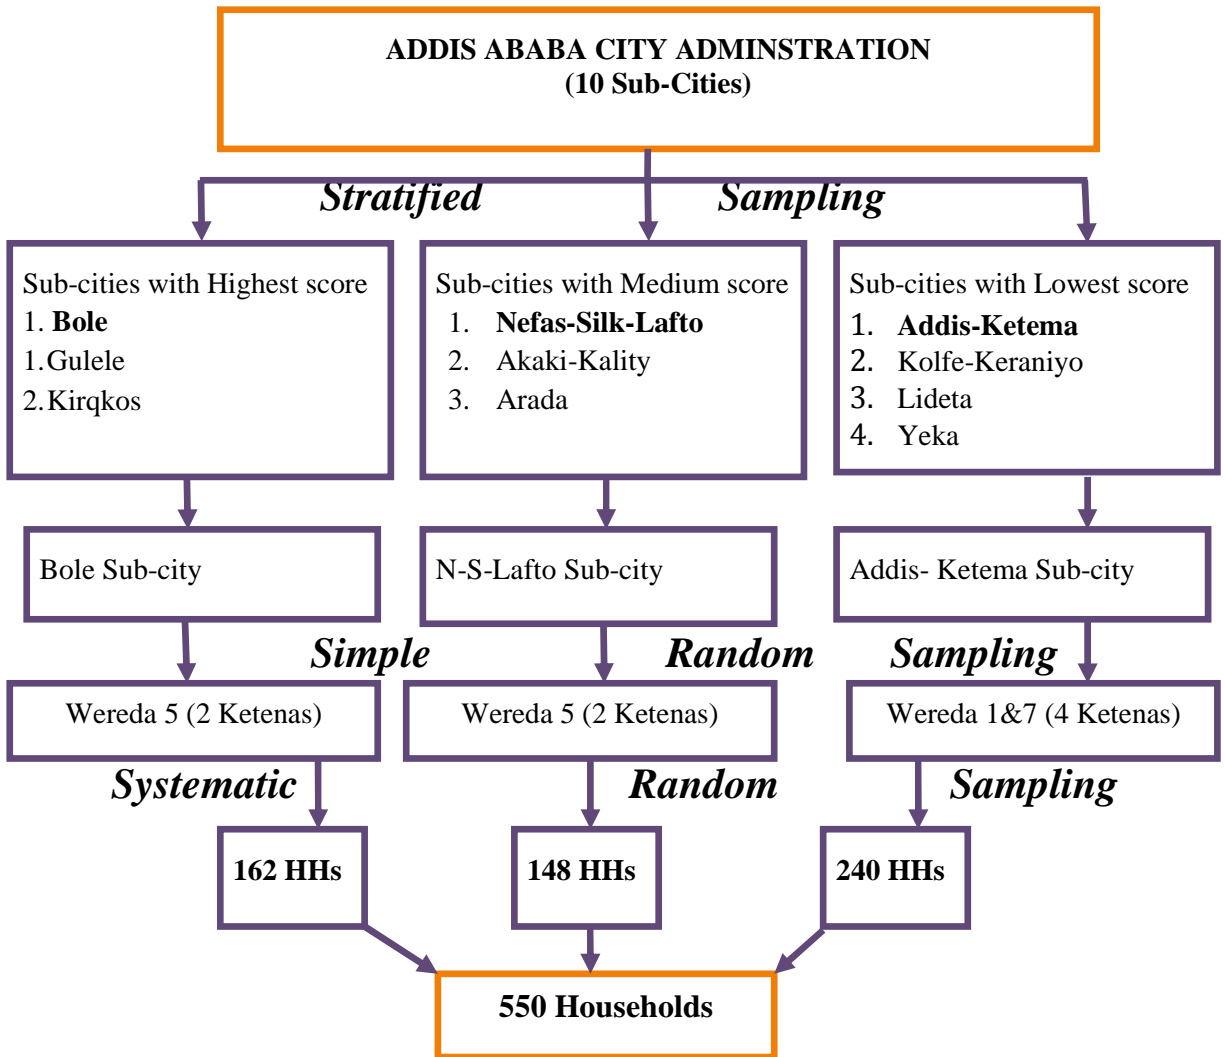 ADDIS ABABA CITY ADMINSTRATION
(10 Sub-Cities)
Stratified Sampling
Sub-cities with Highest score
1. Bole
1. Gulele
2. Kirqkos
Sub-cities with Medium score
1. Nefas-Silk-Lafto
2. Akaki-Kality
3. Arada
Sub-cities with Lowest score
1. Addis-Ketema
2. Kolfe-Keraniyo
3. Lideta
4. Yeka
Bole Sub-city
N-S-Lafto Sub-city
Addis- Ketema Sub-city
Simple Random Sampling
Wereda 5 (2 Ketenas)
Wereda 5 (2 Ketenas)
Wereda 1&7 (4 Ketenas)
Systematic Random Sampling
162 HHs
148 HHs
240 HHs
550 Households